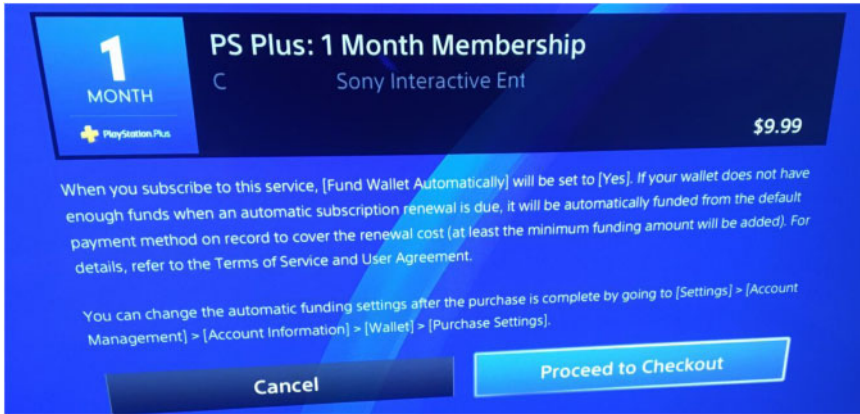 1
MONTH
PlayStation Plus
PS Plus: 1 Month Membership
C Sony Interactive Ent
$9.99
When you subscribe to this service, [Fund Wallet Automatically] will be set to [Yes]. If your wallet does not have
enough funds when an automatic subscription renewal is due, it will be automatically funded from the default
payment method on record to cover the renewal cost (at least the minimum funding amount will be added). For
details, refer to the Terms of Service and User Agreement.
You can change the automatic funding settings after the purchase is complete by going to [Settings] > [Account
Management] > [Account Information] > [Wallet] > [Purchase Settings].
Cancel
Proceed to Checkout